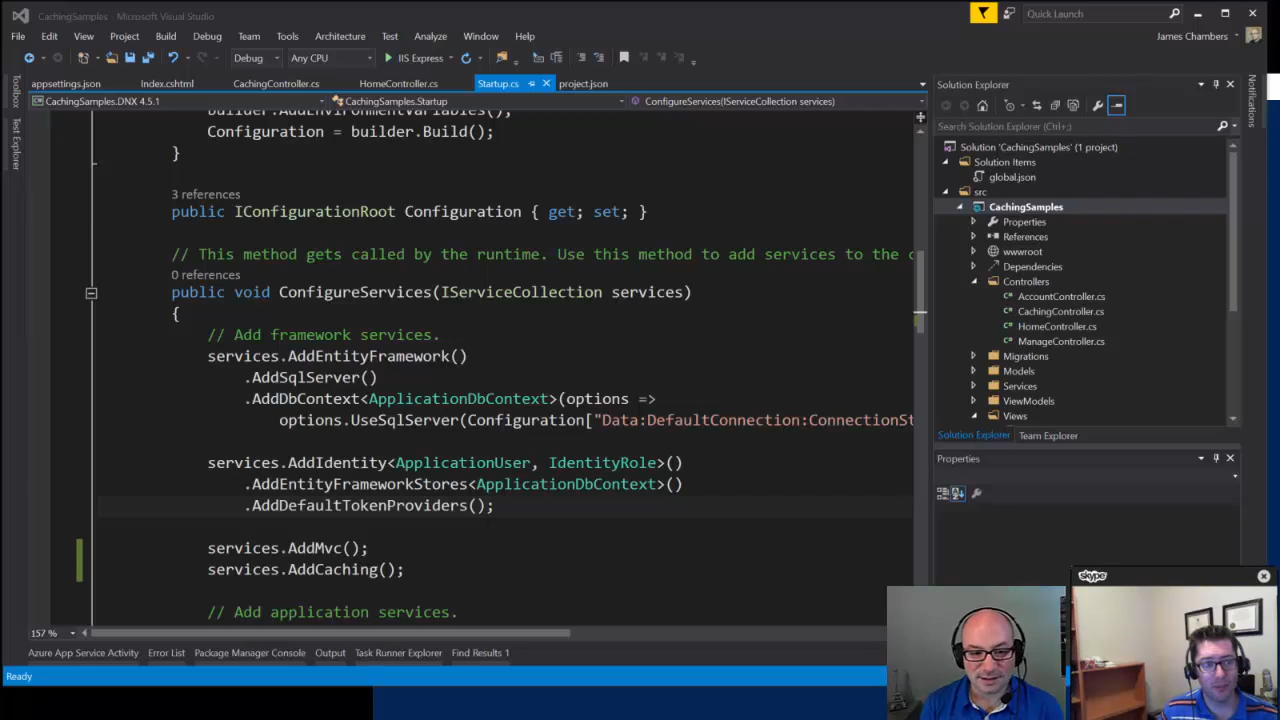 CachingSamples - Microsoft Visual Studio
Quick Launch
File Edit View Project Build Debug Team Tools Architecture Test Analyze Window Help
James Chambers
Debug Any CPU IIS Express
appsettings.json Index.cshtml CachingController.cs HomeController.cs Startup.cs project.json
CachingSamples.DNX 4.5.1 CachingSamples.Startup ConfigureServices(IServiceCollection services)
Toolbox
Test Explorer
Configuration = builder.Build();
}
3 references
public IConfigurationRoot Configuration { get; set; }
// This method gets called by the runtime. Use this method to add services to the c
0 references
public void ConfigureServices(IServiceCollection services)
{
// Add framework services.
services.AddEntityFramework()
.AddSqlServer()
.AddDbContext<ApplicationDbContext>(options =>
options.UseSqlServer(Configuration["Data:DefaultConnection:ConnectionSt
services.AddIdentity<ApplicationUser, IdentityRole>()
.AddEntityFrameworkStores<ApplicationDbContext>()
.AddDefaultTokenProviders();
services.AddMvc();
services.AddCaching();
// Add application services.
157 %
Azure App Service Activity Error List Package Manager Console Output Task Runner Explorer Find Results 1
Ready
Solution Explorer
Search Solution Explorer (Ctrl+;)
Solution 'CachingSamples' (1 project)
Solution Items
global.json
src
CachingSamples
Properties
References
wwwroot
Dependencies
Controllers
C# AccountController.cs
C# CachingController.cs
C# HomeController.cs
C# ManageController.cs
Migrations
Models
Services
ViewModels
Views
Solution Explorer Team Explorer
Properties
Notifications
skype